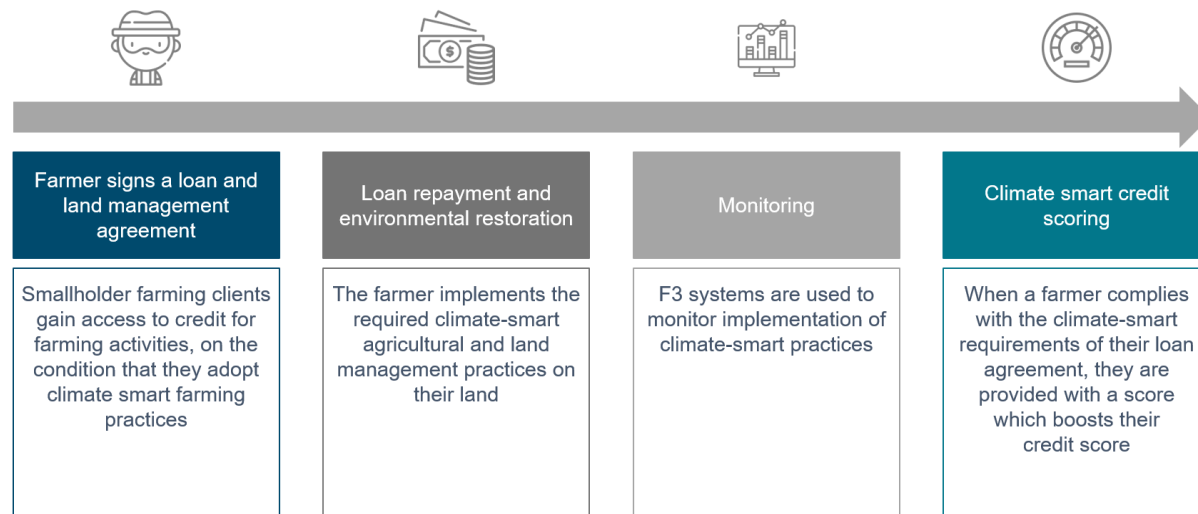 Farmer signs a loan and
land management
agreement
Smallholder farming clients
gain access to credit for
farming activities, on the
condition that they adopt
climate smart farming
practices
Loan repayment and
environmental restoration
The farmer implements the
required climate-smart
agricultural and land
management practices on
their land
Monitoring
F3 systems are used to
monitor implementation of
climate-smart practices
Climate smart credit
scoring
When a farmer complies
with the climate-smart
requirements of their loan
agreement, they are
provided with a score
which boosts their
credit score